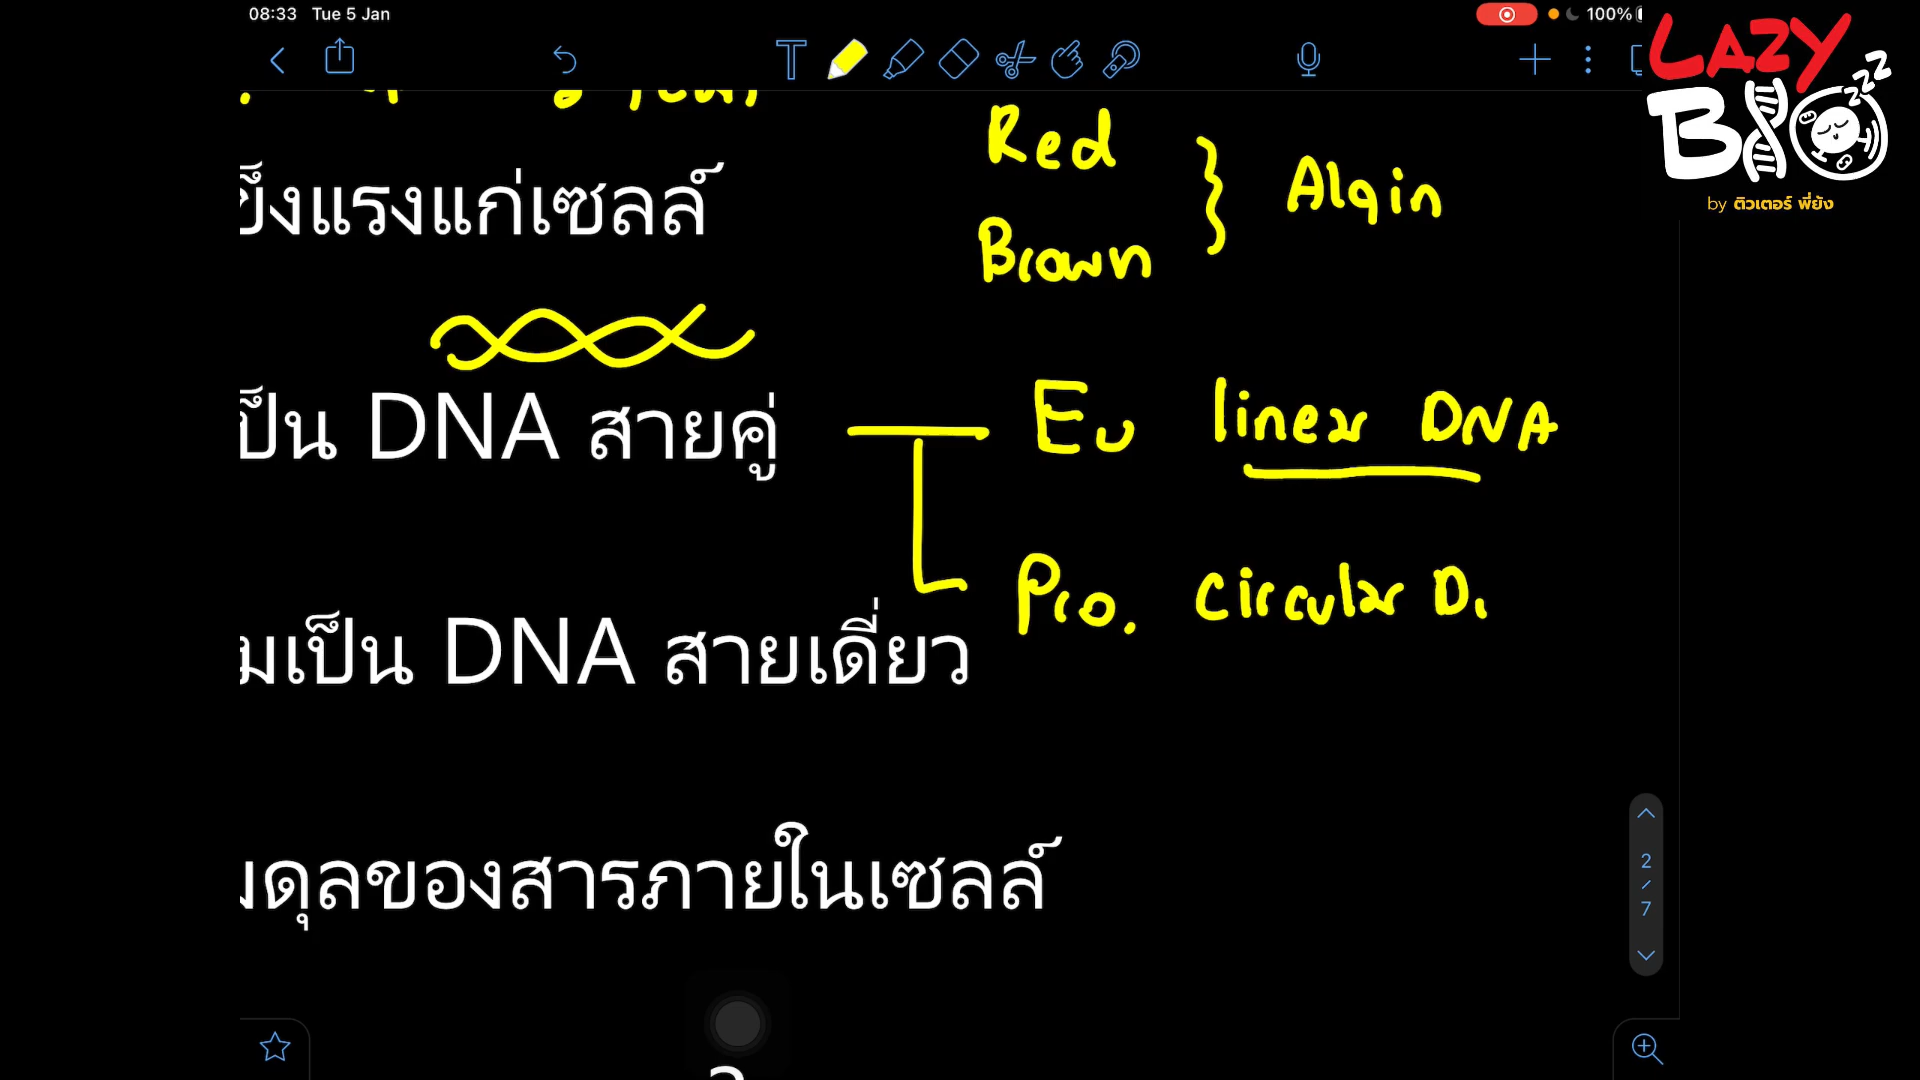 08:33 Tue 5 Jan
100%
LAZY
BIO zzz
by ติวเตอร์ พี่ยัง
Red
Brown
Algin
แรงแก่เซลล์
เป็น DNA สายคู่
Eu linear DNA
Pro. Circular D.
มเป็น DNA สายเดี่ยว
มดุลของสารภายในเซลล์
2
7